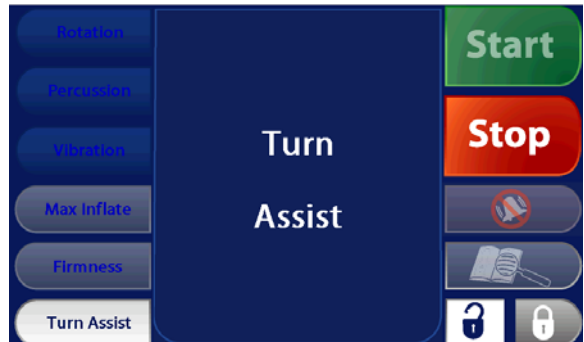 Rotation
Percussion
Vibration
Max Inflate
Firmness
Turn Assist
Turn
Assist
Start
Stop